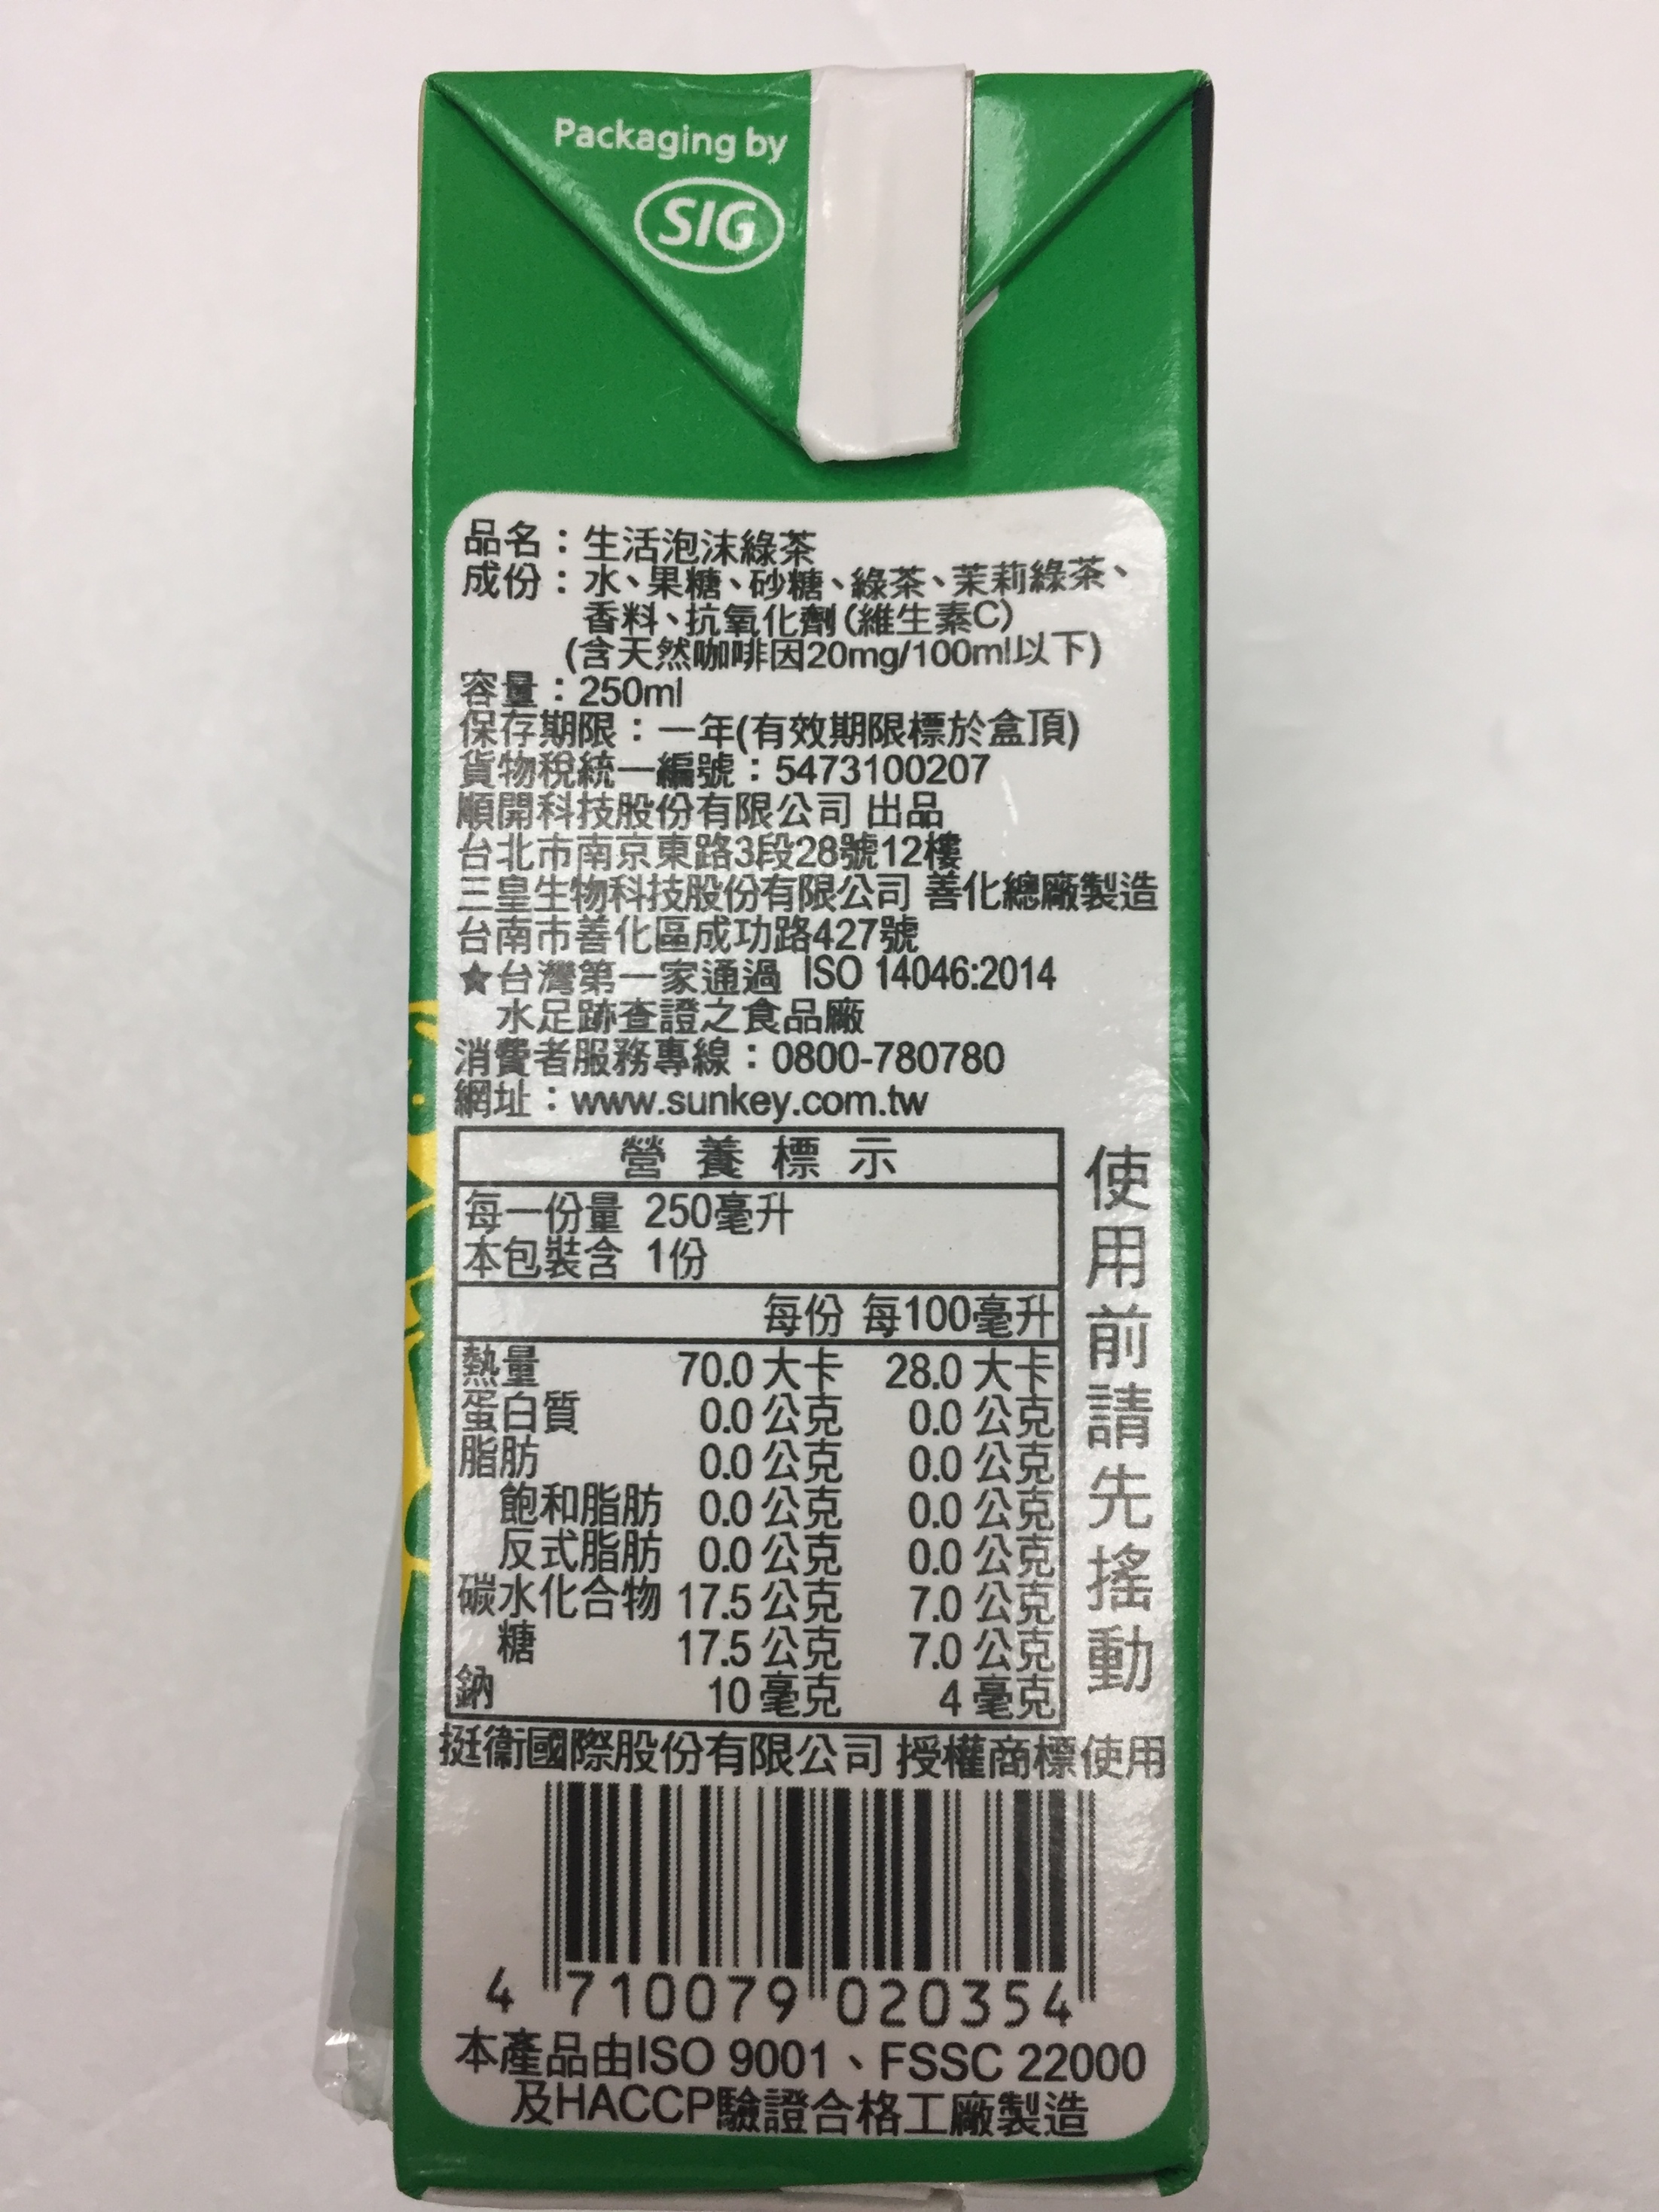 Packaging by
SIG
品名：生活泡沫綠茶
成份：水、果糖、砂糖、綠茶、茉莉綠茶、
香料、抗氧化劑(維生素C)
(含天然咖啡因20mg/100ml以下)
容量：250ml
保存期限：一年(有效期限標於盒頂)
貨物稅統一編號：5473100207
順開科技股份有限公司 出品
台北市南京東路3段28號12樓
三皇生物科技股份有限公司 善化總廠製造
台南市善化區成功路427號
★台灣第一家通過 ISO 14046:2014
水足跡查證之食品廠
消費者服務專線：0800-780780
網址：www.sunkey.com.tw
營養標示
每一份量 250毫升
本包裝含 1份
每份 每100毫升
熱量 70.0 大卡 28.0 大卡
蛋白質 0.0 公克 0.0 公克
脂肪 0.0 公克 0.0 公克
飽和脂肪 0.0 公克 0.0 公克
反式脂肪 0.0 公克 0.0 公克
碳水化合物 17.5 公克 7.0 公克
糖 17.5 公克 7.0 公克
鈉 10 毫克 4 毫克
使用前請先搖動
挺衞國際股份有限公司 授權商標使用
4 710079 020354
本產品由ISO 9001、FSSC 22000
及HACCP驗證合格工廠製造